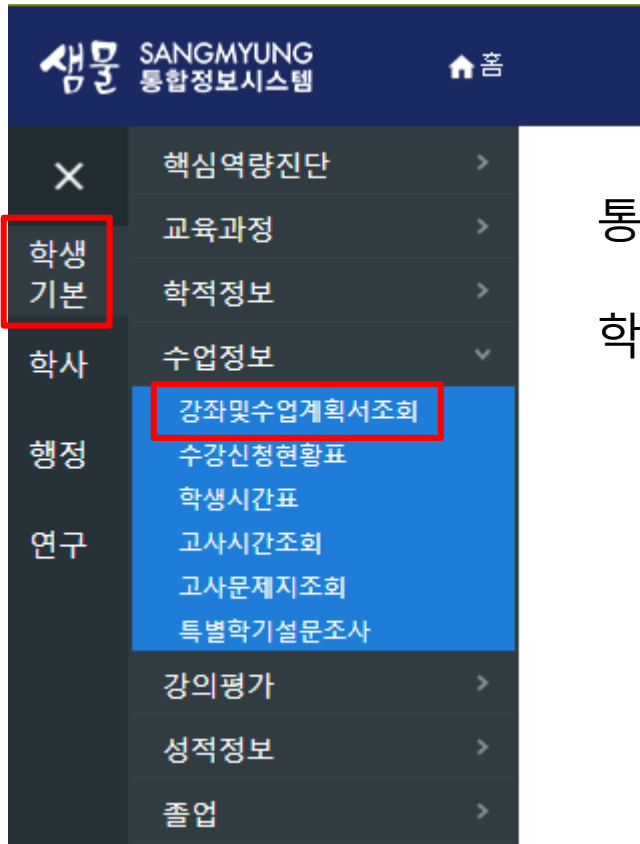 샘물 SANGMYUNG
통합정보시스템
홈
학생
기본
학사
행정
연구
핵심역량진단
교육과정
학적정보
수업정보
강좌및수업계획서조회
수강신청현황표
학생시간표
고사시간조회
고사문제지조회
특별학기설문조사
강의평가
성적정보
졸업
통
학